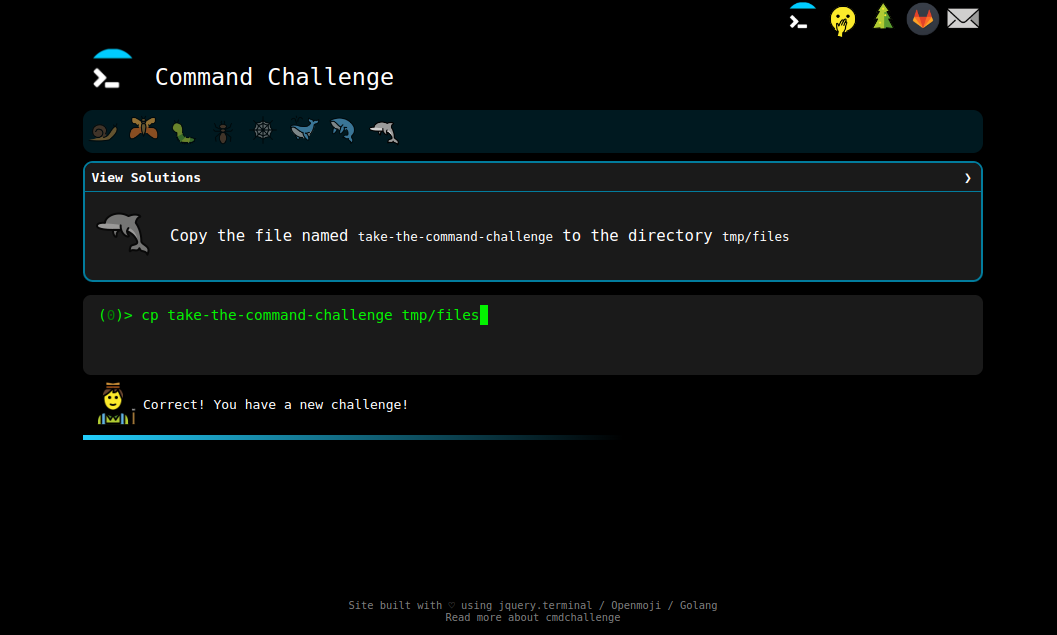 Command Challenge
View Solutions ❯
Copy the file named take-the-command-challenge to the directory tmp/files
(0)> cp take-the-command-challenge tmp/files
Correct! You have a new challenge!
Site built with ♡ using jquery.terminal / Openmoji / Golang
Read more about cmdchallenge